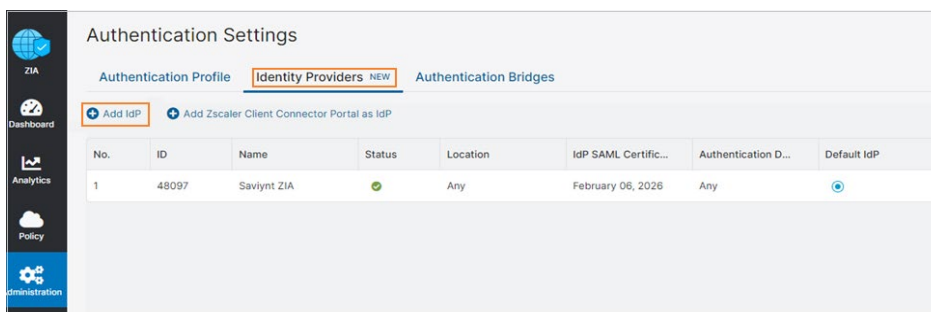 Authentication Settings
ZIA
Authentication Profile Identity Providers NEW Authentication Bridges
Add IdP Add Zscaler Client Connector Portal as IdP
Dashboard
No. ID Name Status Location IdP SAML Certific... Authentication D... Default IdP
Analytics
1 48097 Saviynt ZIA Any February 06, 2026 Any
Policy
dministration